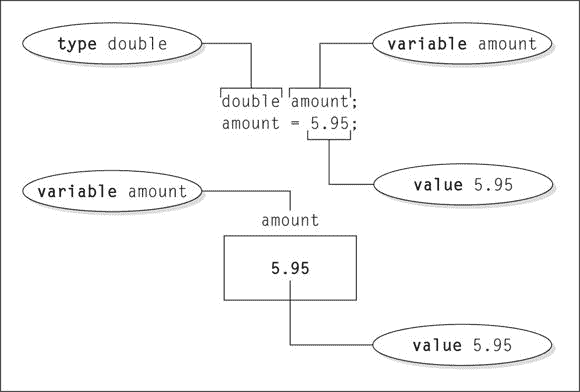 type double
variable amount
double amount;
amount = 5.95;
value 5.95
variable amount
amount
5.95
value 5.95